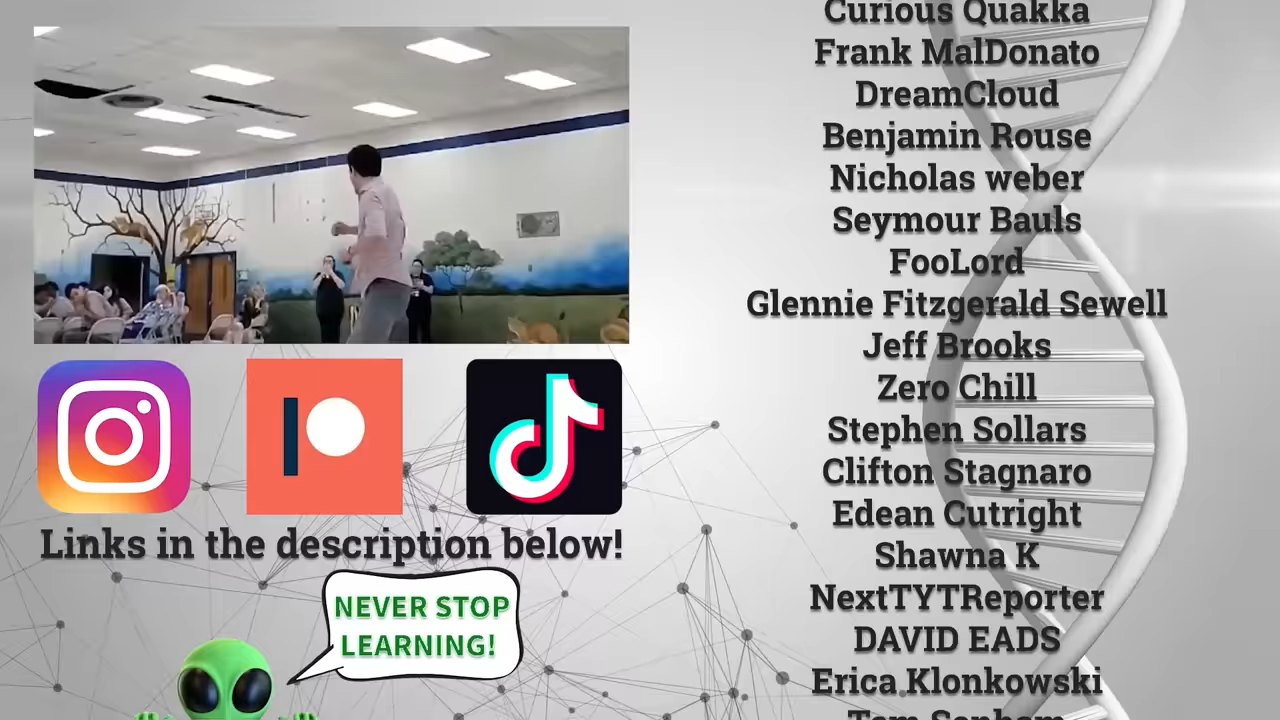 Links in the description below!
NEVER STOP
LEARNING!
Curious Quakka
Frank MalDonato
DreamCloud
Benjamin Rouse
Nicholas weber
Seymour Bauls
FooLord
Glennie Fitzgerald Sewell
Jeff Brooks
Zero Chill
Stephen Sollars
Clifton Stagnaro
Edean Cutright
Shawna K
NextTYTReporter
DAVID EADS
Erica Klonkowski